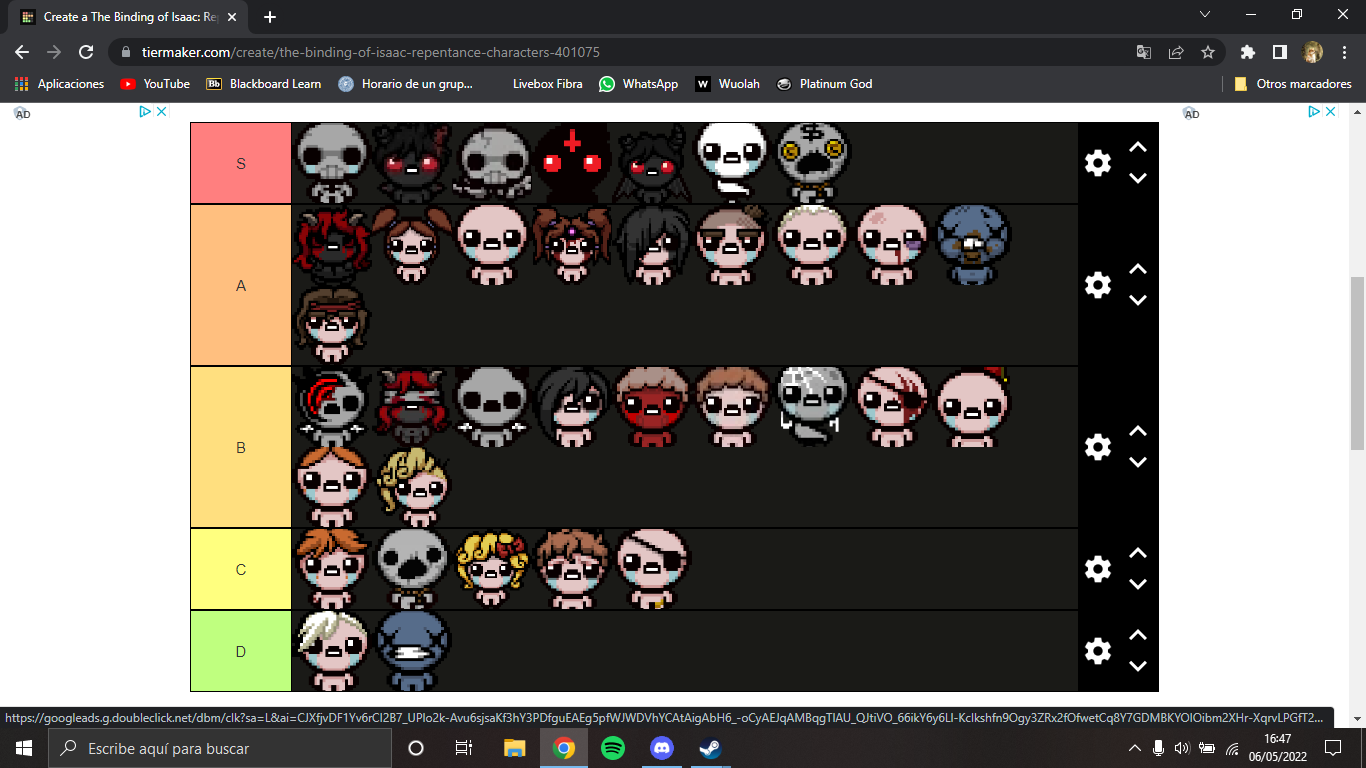 Create a The Binding of Isaac: Rep
tiermaker.com/create/the-binding-of-isaac-repentance-characters-401075
Aplicaciones YouTube Bb Blackboard Learn Horario de un grup... Livebox Fibra WhatsApp W Wuolah Platinum God Otros marcadores
AD AD
S
A
B
C
D
Escribe aquí para buscar
16:47
06/05/2022